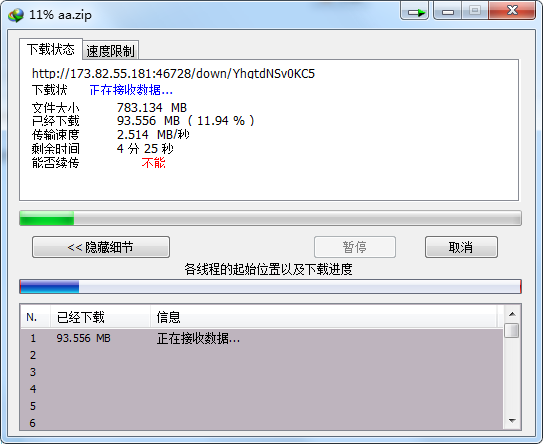 11% aa.zip
下载状态 速度限制
http://173.82.55.181:46728/down/YhqtdNSv0KC5
下载状 正在接收数据...
文件大小 783.134 MB
已经下载 93.556 MB ( 11.94 % )
传输速度 2.514 MB/秒
剩余时间 4 分 25 秒
能否续传 不能
<< 隐藏细节 暂停 取消
各线程的起始位置以及下载进度
N. 已经下载 信息
1 93.556 MB 正在接收数据...
2
3
4
5
6